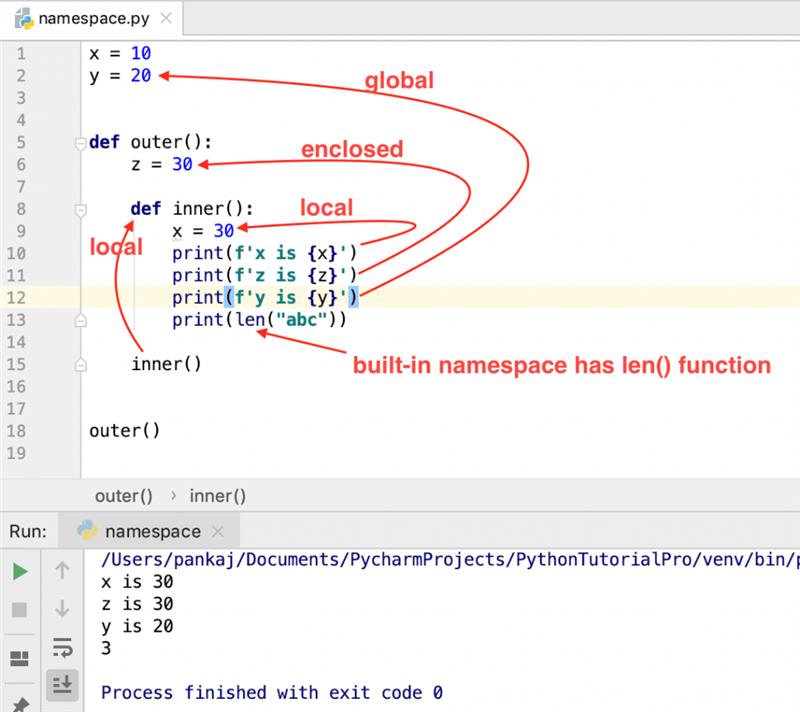 namespace.py
1 x = 10
2 y = 20
global
3
4
5 def outer():
enclosed
6     z = 30
7
8     def inner():
local
9         x = 30
local
10         print(f'x is {x}')
11         print(f'z is {z}')
12         print(f'y is {y}')
13         print(len("abc"))
14
15     inner()
built-in namespace has len() function
16
17
18 outer()
19
outer() › inner()
Run: namespace
/Users/pankaj/Documents/PycharmProjects/PythonTutorialPro/venv/bin/
x is 30
z is 30
y is 20
3
Process finished with exit code 0